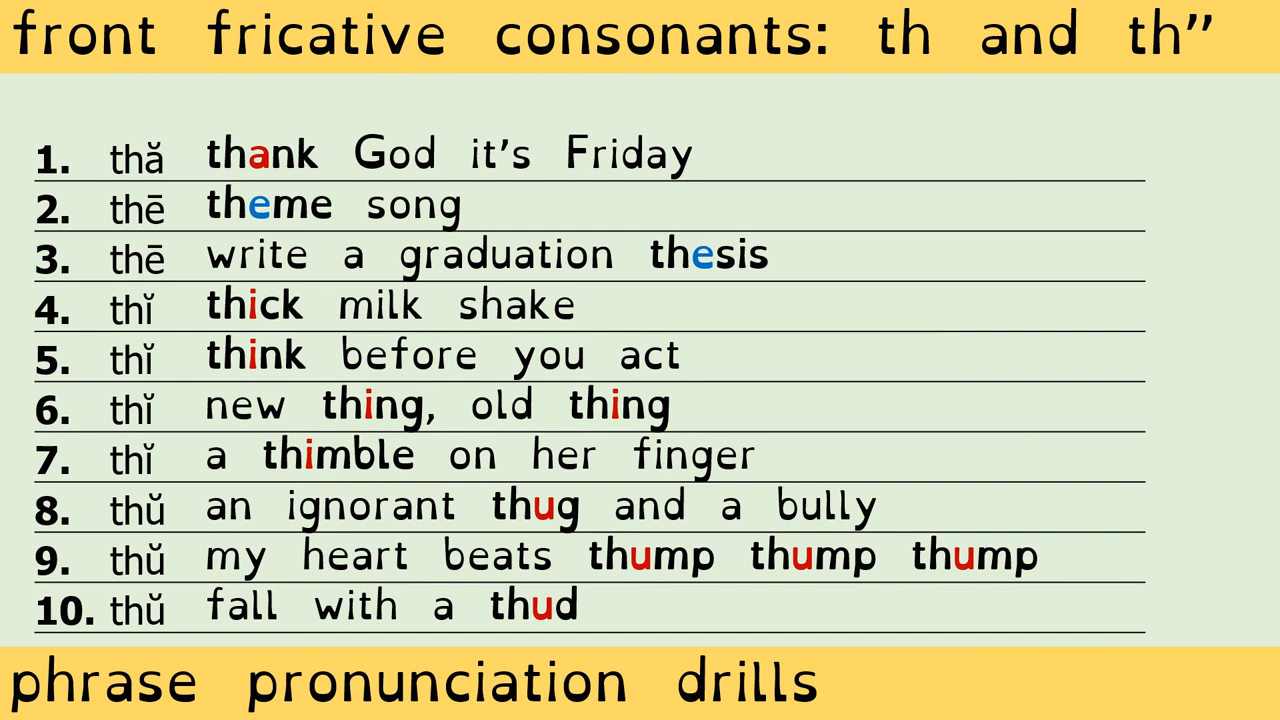 front fricative consonants: th and th”
1. thă thank God it’s Friday
2. thē theme song
3. thē write a graduation thesis
4. thĭ thick milk shake
5. thĭ think before you act
6. thĭ new thing, old thing
7. thĭ a thimble on her finger
8. thŭ an ignorant thug and a bully
9. thŭ my heart beats thump thump thump
10. thŭ fall with a thud
phrase pronunciation drills